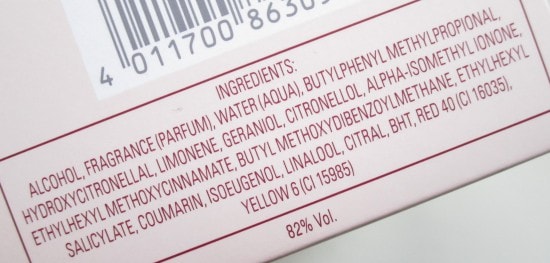 4 011700 8630
INGREDIENTS:
ALCOHOL, FRAGRANCE (PARFUM), WATER (AQUA), BUTYLPHENYL METHYLPROPIONAL,
HYDROXYCITRONELLAL, LIMONENE, GERANIOL, CITRONELLOL, ALPHA-ISOMETHYL IONONE,
ETHYLHEXYL METHOXYCINNAMATE, BUTYL METHOXYDIBENZOYLMETHANE, ETHYLHEXYL
SALICYLATE, COUMARIN, ISOEUGENOL, LINALOOL, CITRAL, BHT, RED 40 (CI 16035),
YELLOW 6 (CI 15985)
82% Vol.